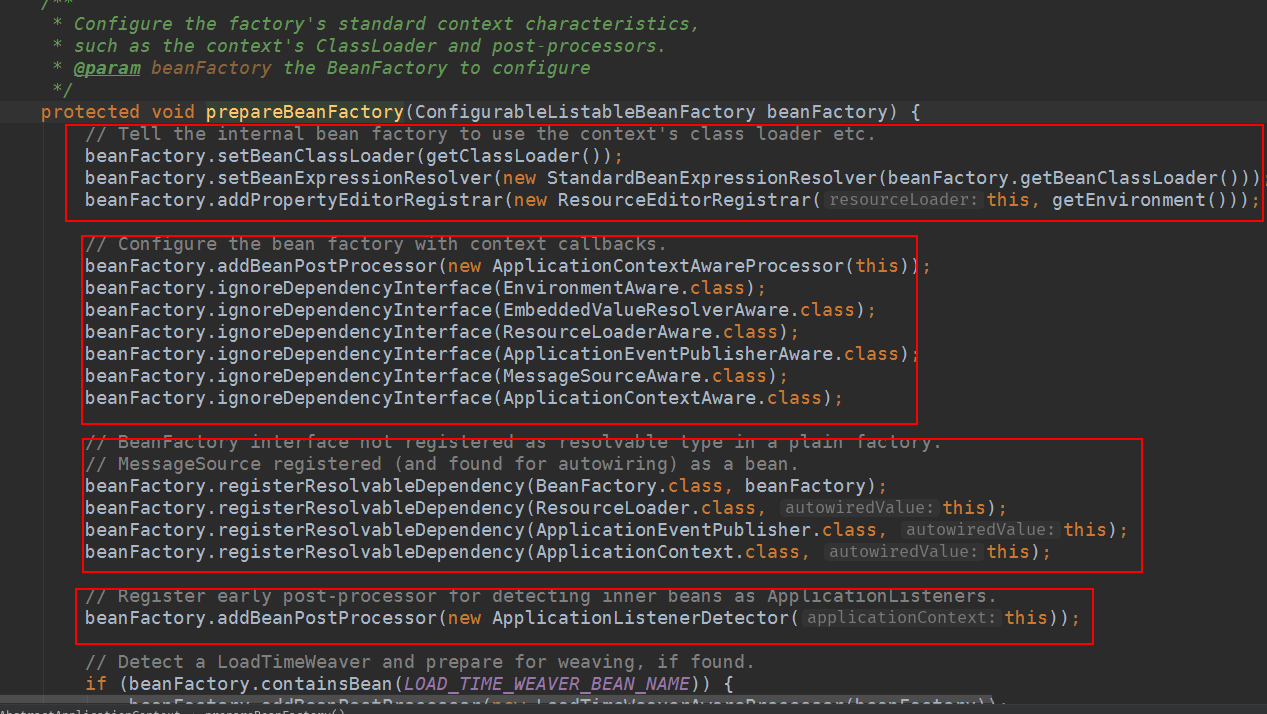 /**
* Configure the factory's standard context characteristics,
* such as the context's ClassLoader and post-processors.
* @param beanFactory the BeanFactory to configure
*/
protected void prepareBeanFactory(ConfigurableListableBeanFactory beanFactory) {
// Tell the internal bean factory to use the context's class loader etc.
beanFactory.setBeanClassLoader(getClassLoader());
beanFactory.setBeanExpressionResolver(new StandardBeanExpressionResolver(beanFactory.getBeanClassLoader()));
beanFactory.addPropertyEditorRegistrar(new ResourceEditorRegistrar( resourceLoader: this, getEnvironment()));
// Configure the bean factory with context callbacks.
beanFactory.addBeanPostProcessor(new ApplicationContextAwareProcessor(this));
beanFactory.ignoreDependencyInterface(EnvironmentAware.class);
beanFactory.ignoreDependencyInterface(EmbeddedValueResolverAware.class);
beanFactory.ignoreDependencyInterface(ResourceLoaderAware.class);
beanFactory.ignoreDependencyInterface(ApplicationEventPublisherAware.class);
beanFactory.ignoreDependencyInterface(MessageSourceAware.class);
beanFactory.ignoreDependencyInterface(ApplicationContextAware.class);
// BeanFactory interface not registered as resolvable type in a plain factory.
// MessageSource registered (and found for autowiring) as a bean.
beanFactory.registerResolvableDependency(BeanFactory.class, beanFactory);
beanFactory.registerResolvableDependency(ResourceLoader.class, autowiredValue: this);
beanFactory.registerResolvableDependency(ApplicationEventPublisher.class, autowiredValue: this);
beanFactory.registerResolvableDependency(ApplicationContext.class, autowiredValue: this);
// Register early post-processor for detecting inner beans as ApplicationListeners.
beanFactory.addBeanPostProcessor(new ApplicationListenerDetector( applicationContext: this));
// Detect a LoadTimeWeaver and prepare for weaving, if found.
if (beanFactory.containsBean(LOAD_TIME_WEAVER_BEAN_NAME)) {
beanFactory.addBeanPostProcessor(new LoadTimeWeaverAwareProcessor(beanFactory));